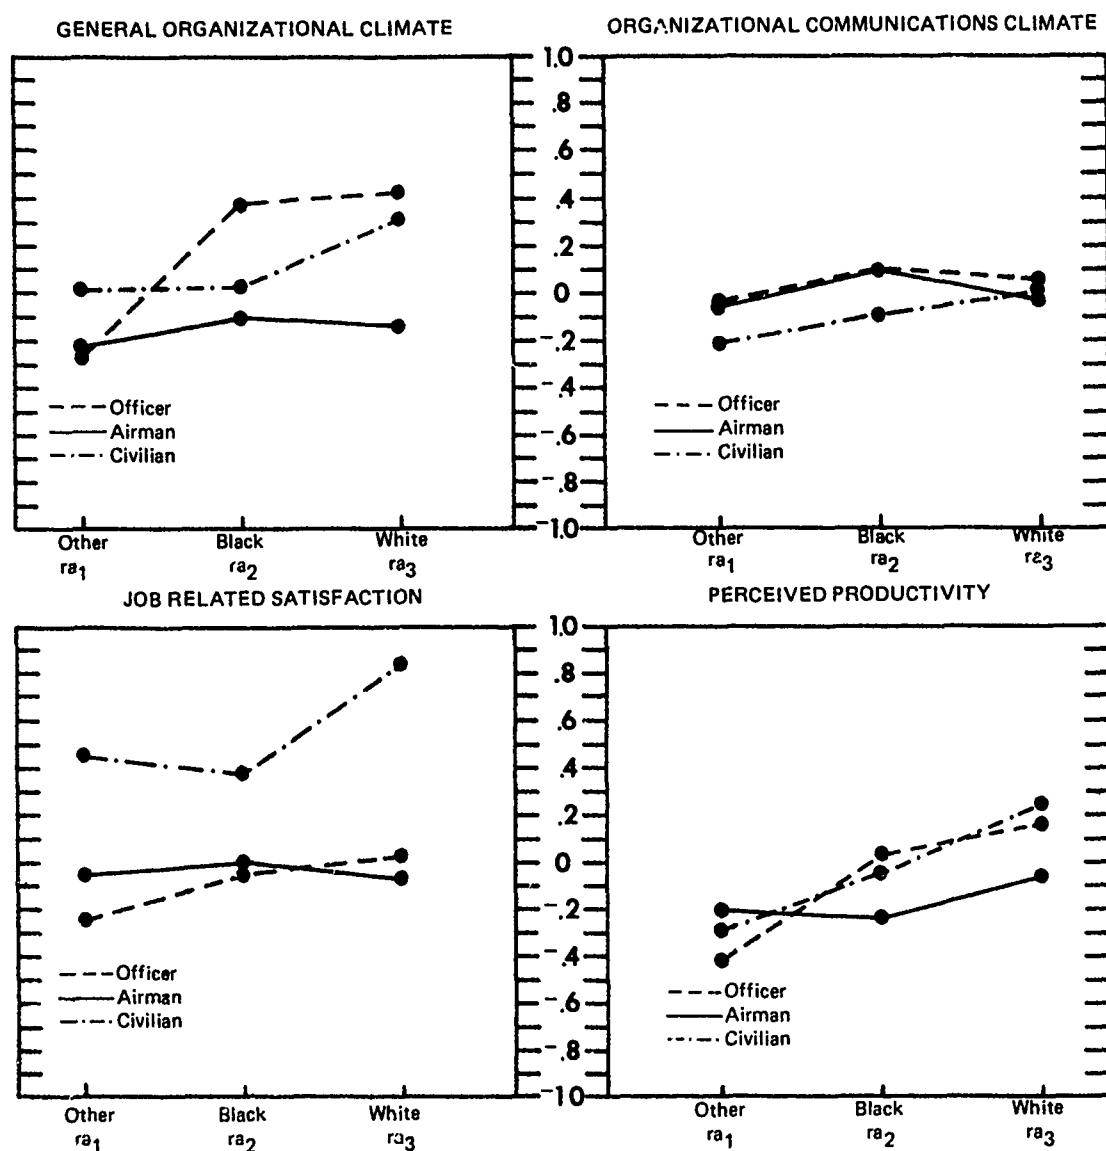 GENERAL ORGANIZATIONAL CLIMATE
ORGANIZATIONAL COMMUNICATIONS CLIMATE
1.0
.8
.6
.4
.2
0
-.2
-.4
-.6
-.8
-1.0
Officer
Airman
Civilian
Other
ra1
Black
ra2
White
ra3
Officer
Airman
Civilian
Other
ra1
Black
ra2
White
ra3
JOB RELATED SATISFACTION
PERCEIVED PRODUCTIVITY
1.0
.8
.6
.4
.2
0
-.2
-.4
-.6
-.8
-1 0
Officer
Airman
Civilian
Other
ra1
Black
ra2
White
ra3
Officer
Airman
Civilian
Other
ra1
Black
ra2
White
ra3